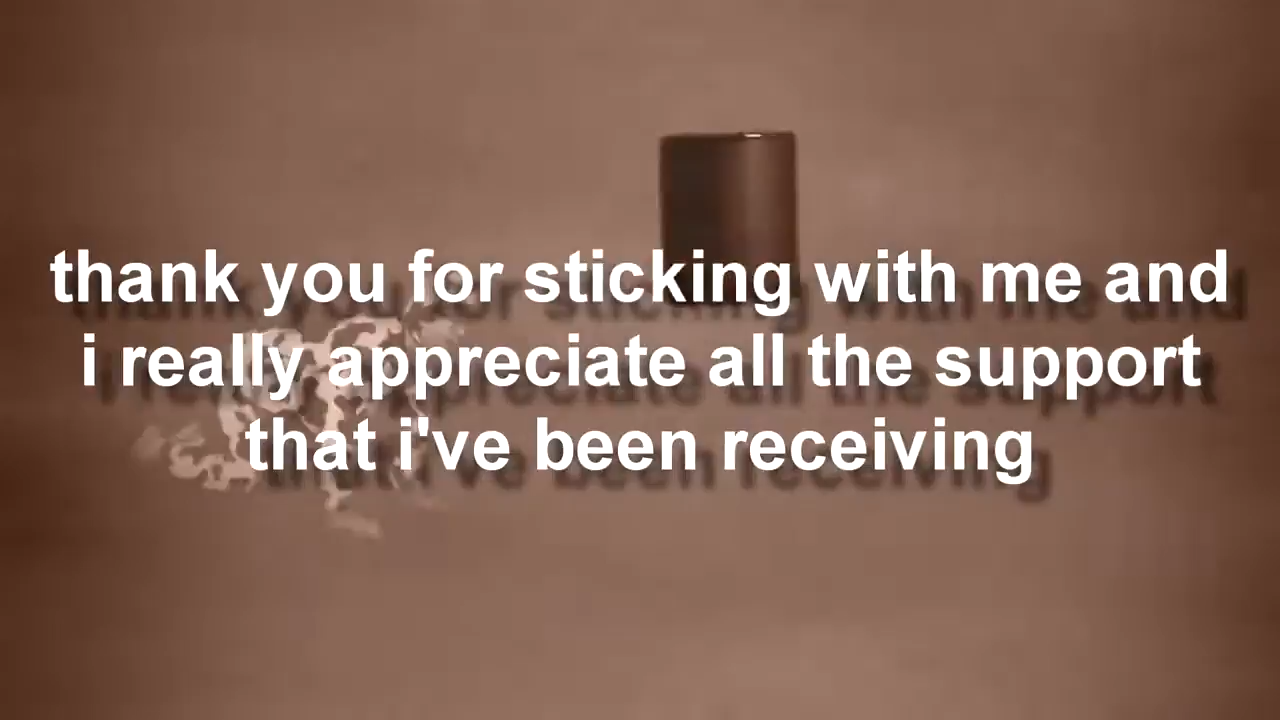 thank you for sticking with me and
i really appreciate all the support
that i've been receiving